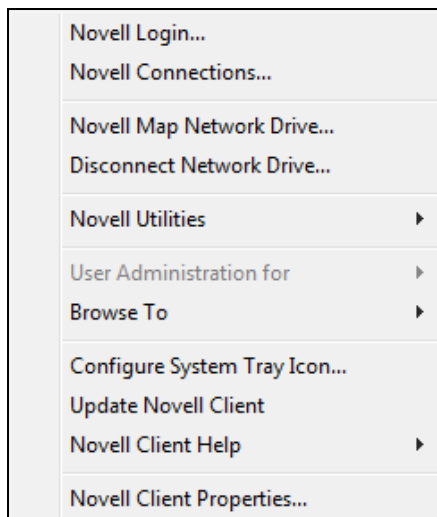 Novell Login...
Novell Connections...
Novell Map Network Drive...
Disconnect Network Drive...
Novell Utilities
User Administration for
Browse To
Configure System Tray Icon...
Update Novell Client
Novell Client Help
Novell Client Properties...